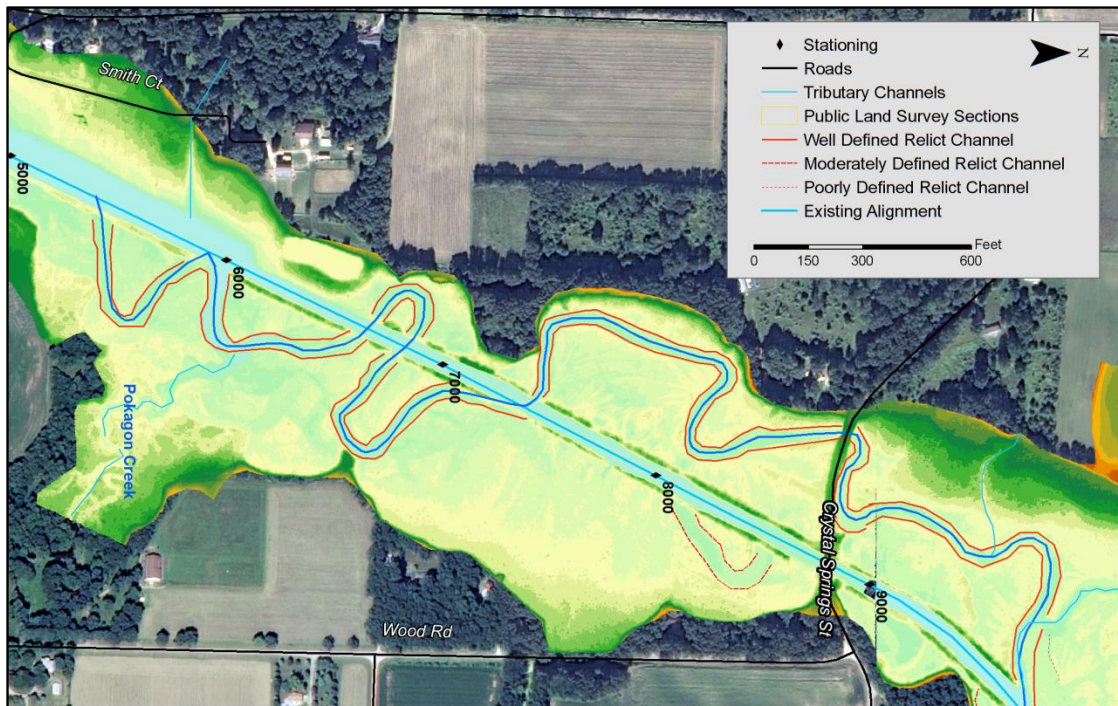 Stationing
Roads
Tributary Channels
Public Land Survey Sections
Well Defined Relict Channel
Moderately Defined Relict Channel
Poorly Defined Relict Channel
Existing Alignment
Feet
0 150 300 600
N
Smith Ct
5000
6000
7000
8000
9000
Pokagon Creek
Crystal Springs St
Wood Rd